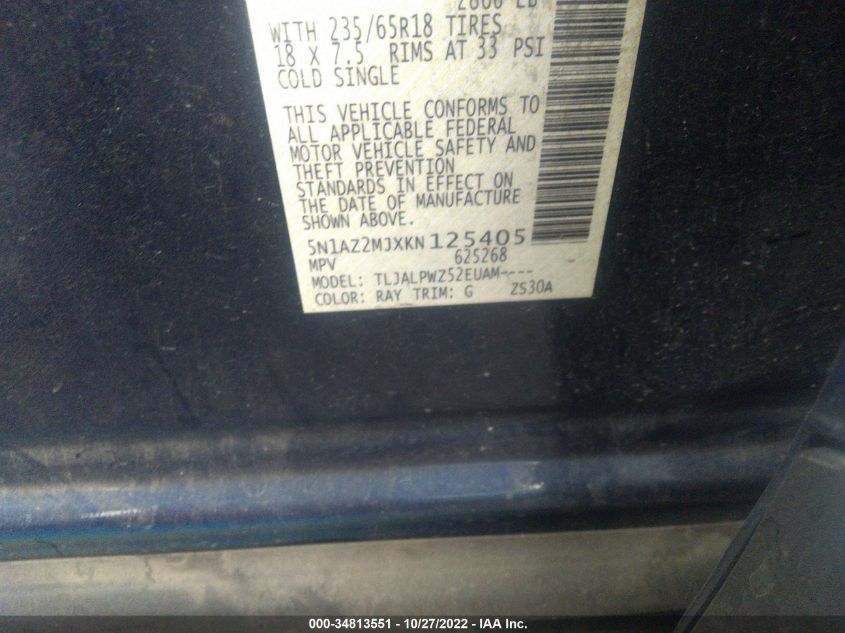 2866 LB
WITH 235/65R18 TIRES
18 X 7.5 RIMS AT 33 PSI
COLD SINGLE
THIS VEHICLE CONFORMS TO
ALL APPLICABLE FEDERAL
MOTOR VEHICLE SAFETY AND
THEFT PREVENTION
STANDARDS IN EFFECT ON
THE DATE OF MANUFACTURE
SHOWN ABOVE.
5N1AZ2MJXKN125405
MPV 625268
MODEL: TLJALPWZ52EUAM----
COLOR: RAY TRIM: G ZS30A
000-34813551 - 10/27/2022 - IAA Inc.